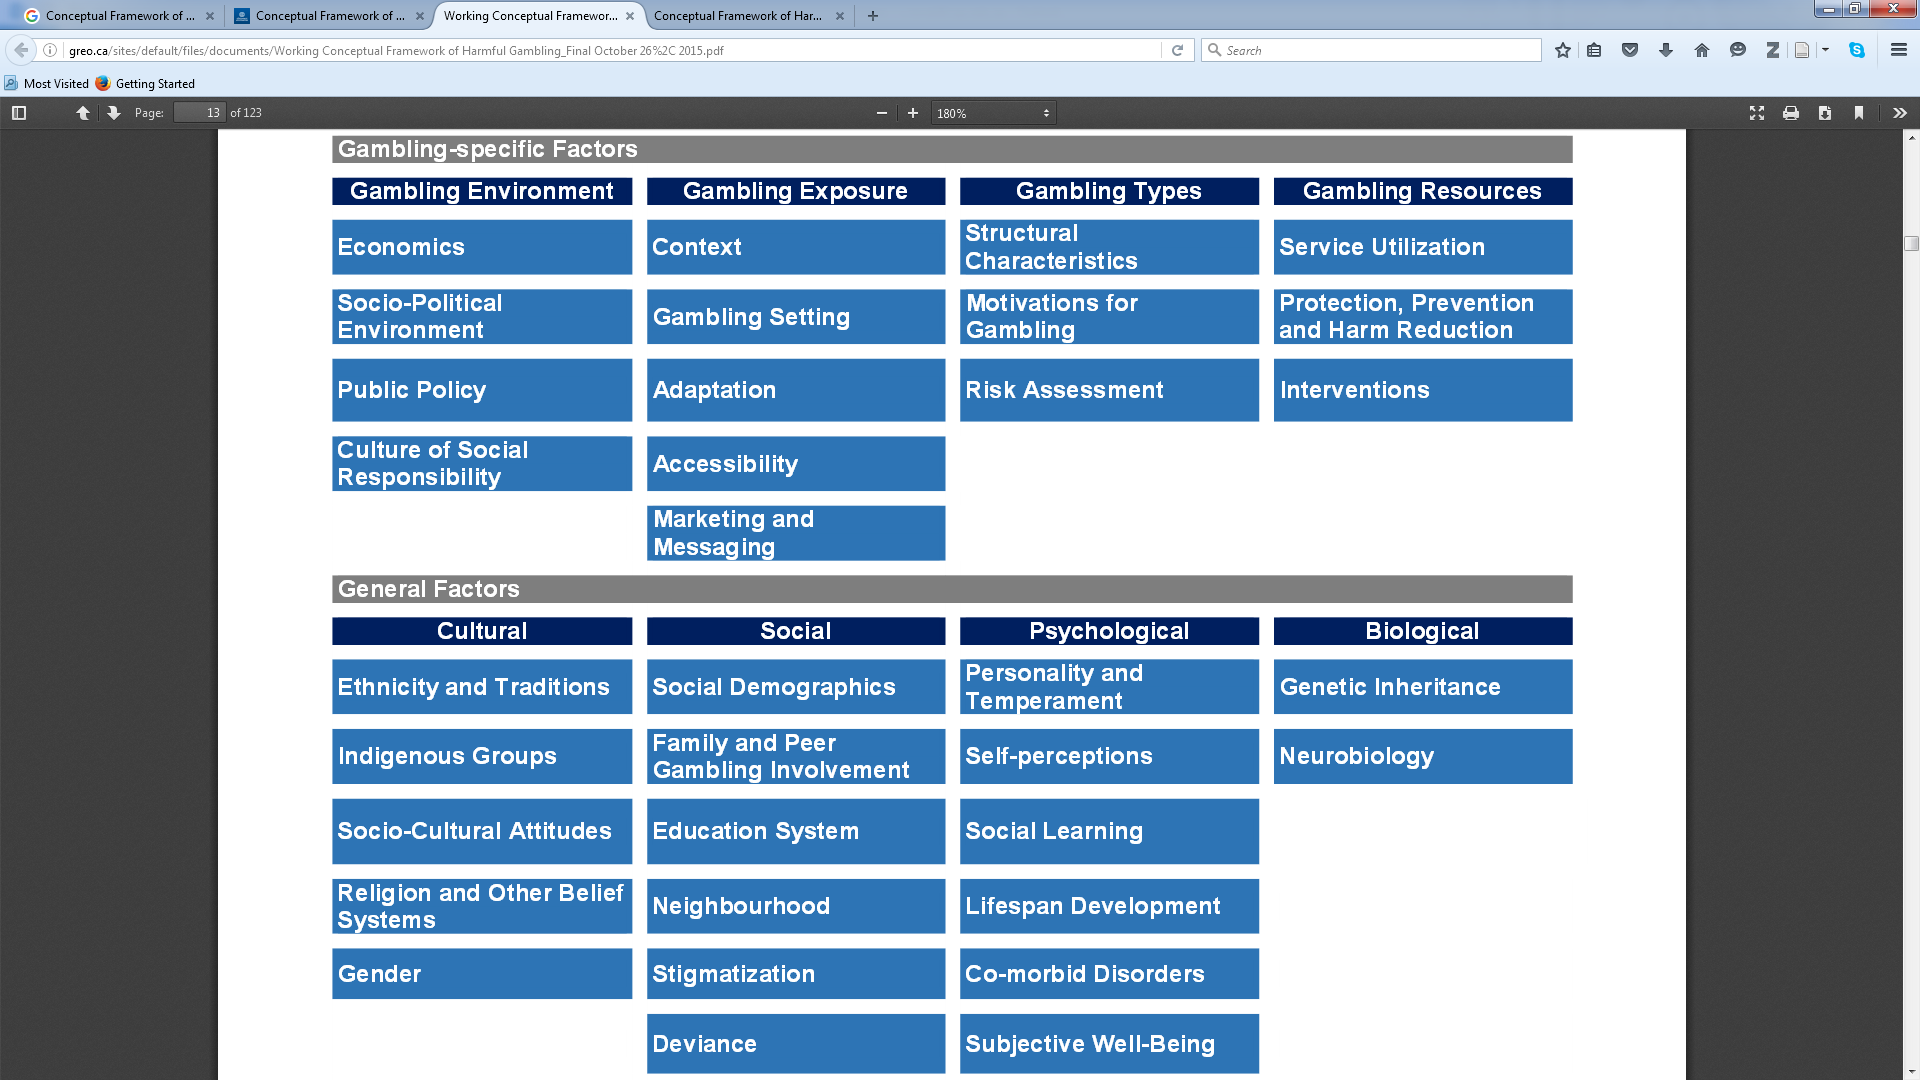 Conceptual Framework of ...
Conceptual Framework of ...
Working Conceptual Framewor...
Conceptual Framework of Har...
greo.ca/sites/default/files/documents/Working Conceptual Framework of Harmful Gambling_Final October 26%2C 2015.pdf
Search
Most Visited
Getting Started
Page: 13 of 123
180%
Gambling-specific Factors
Gambling Environment
Gambling Exposure
Gambling Types
Gambling Resources
Economics
Context
Structural
Characteristics
Service Utilization
Socio-Political
Environment
Gambling Setting
Motivations for
Gambling
Protection, Prevention
and Harm Reduction
Public Policy
Adaptation
Risk Assessment
Interventions
Culture of Social
Responsibility
Accessibility
Marketing and
Messaging
General Factors
Cultural
Social
Psychological
Biological
Ethnicity and Traditions
Social Demographics
Personality and
Temperament
Genetic Inheritance
Indigenous Groups
Family and Peer
Gambling Involvement
Self-perceptions
Neurobiology
Socio-Cultural Attitudes
Education System
Social Learning
Religion and Other Belief
Systems
Neighbourhood
Lifespan Development
Gender
Stigmatization
Co-morbid Disorders
Deviance
Subjective Well-Being